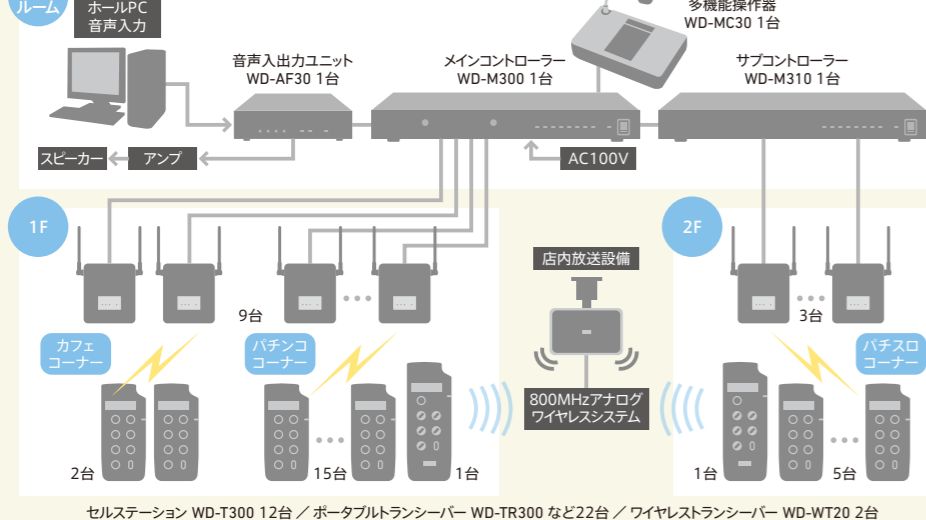 ルーム
ホールPC
音声入力
多機能操作器
WD-MC30 1台
音声入出力ユニット
WD-AF30 1台
メインコントローラー
WD-M300 1台
サブコントローラー
WD-M310 1台
スピーカー
アンプ
AC100V
1F
2F
店内放送設備
9台
3台
カフェ
コーナー
パチンコ
コーナー
パチスロ
コーナー
800MHzアナログ
ワイヤレスシステム
2台
15台
1台
1台
5台
セルステーション WD-T300 12台 ／ ポータブルトランシーバー WD-TR300 など22台 ／ ワイヤレストランシーバー WD-WT20 2台